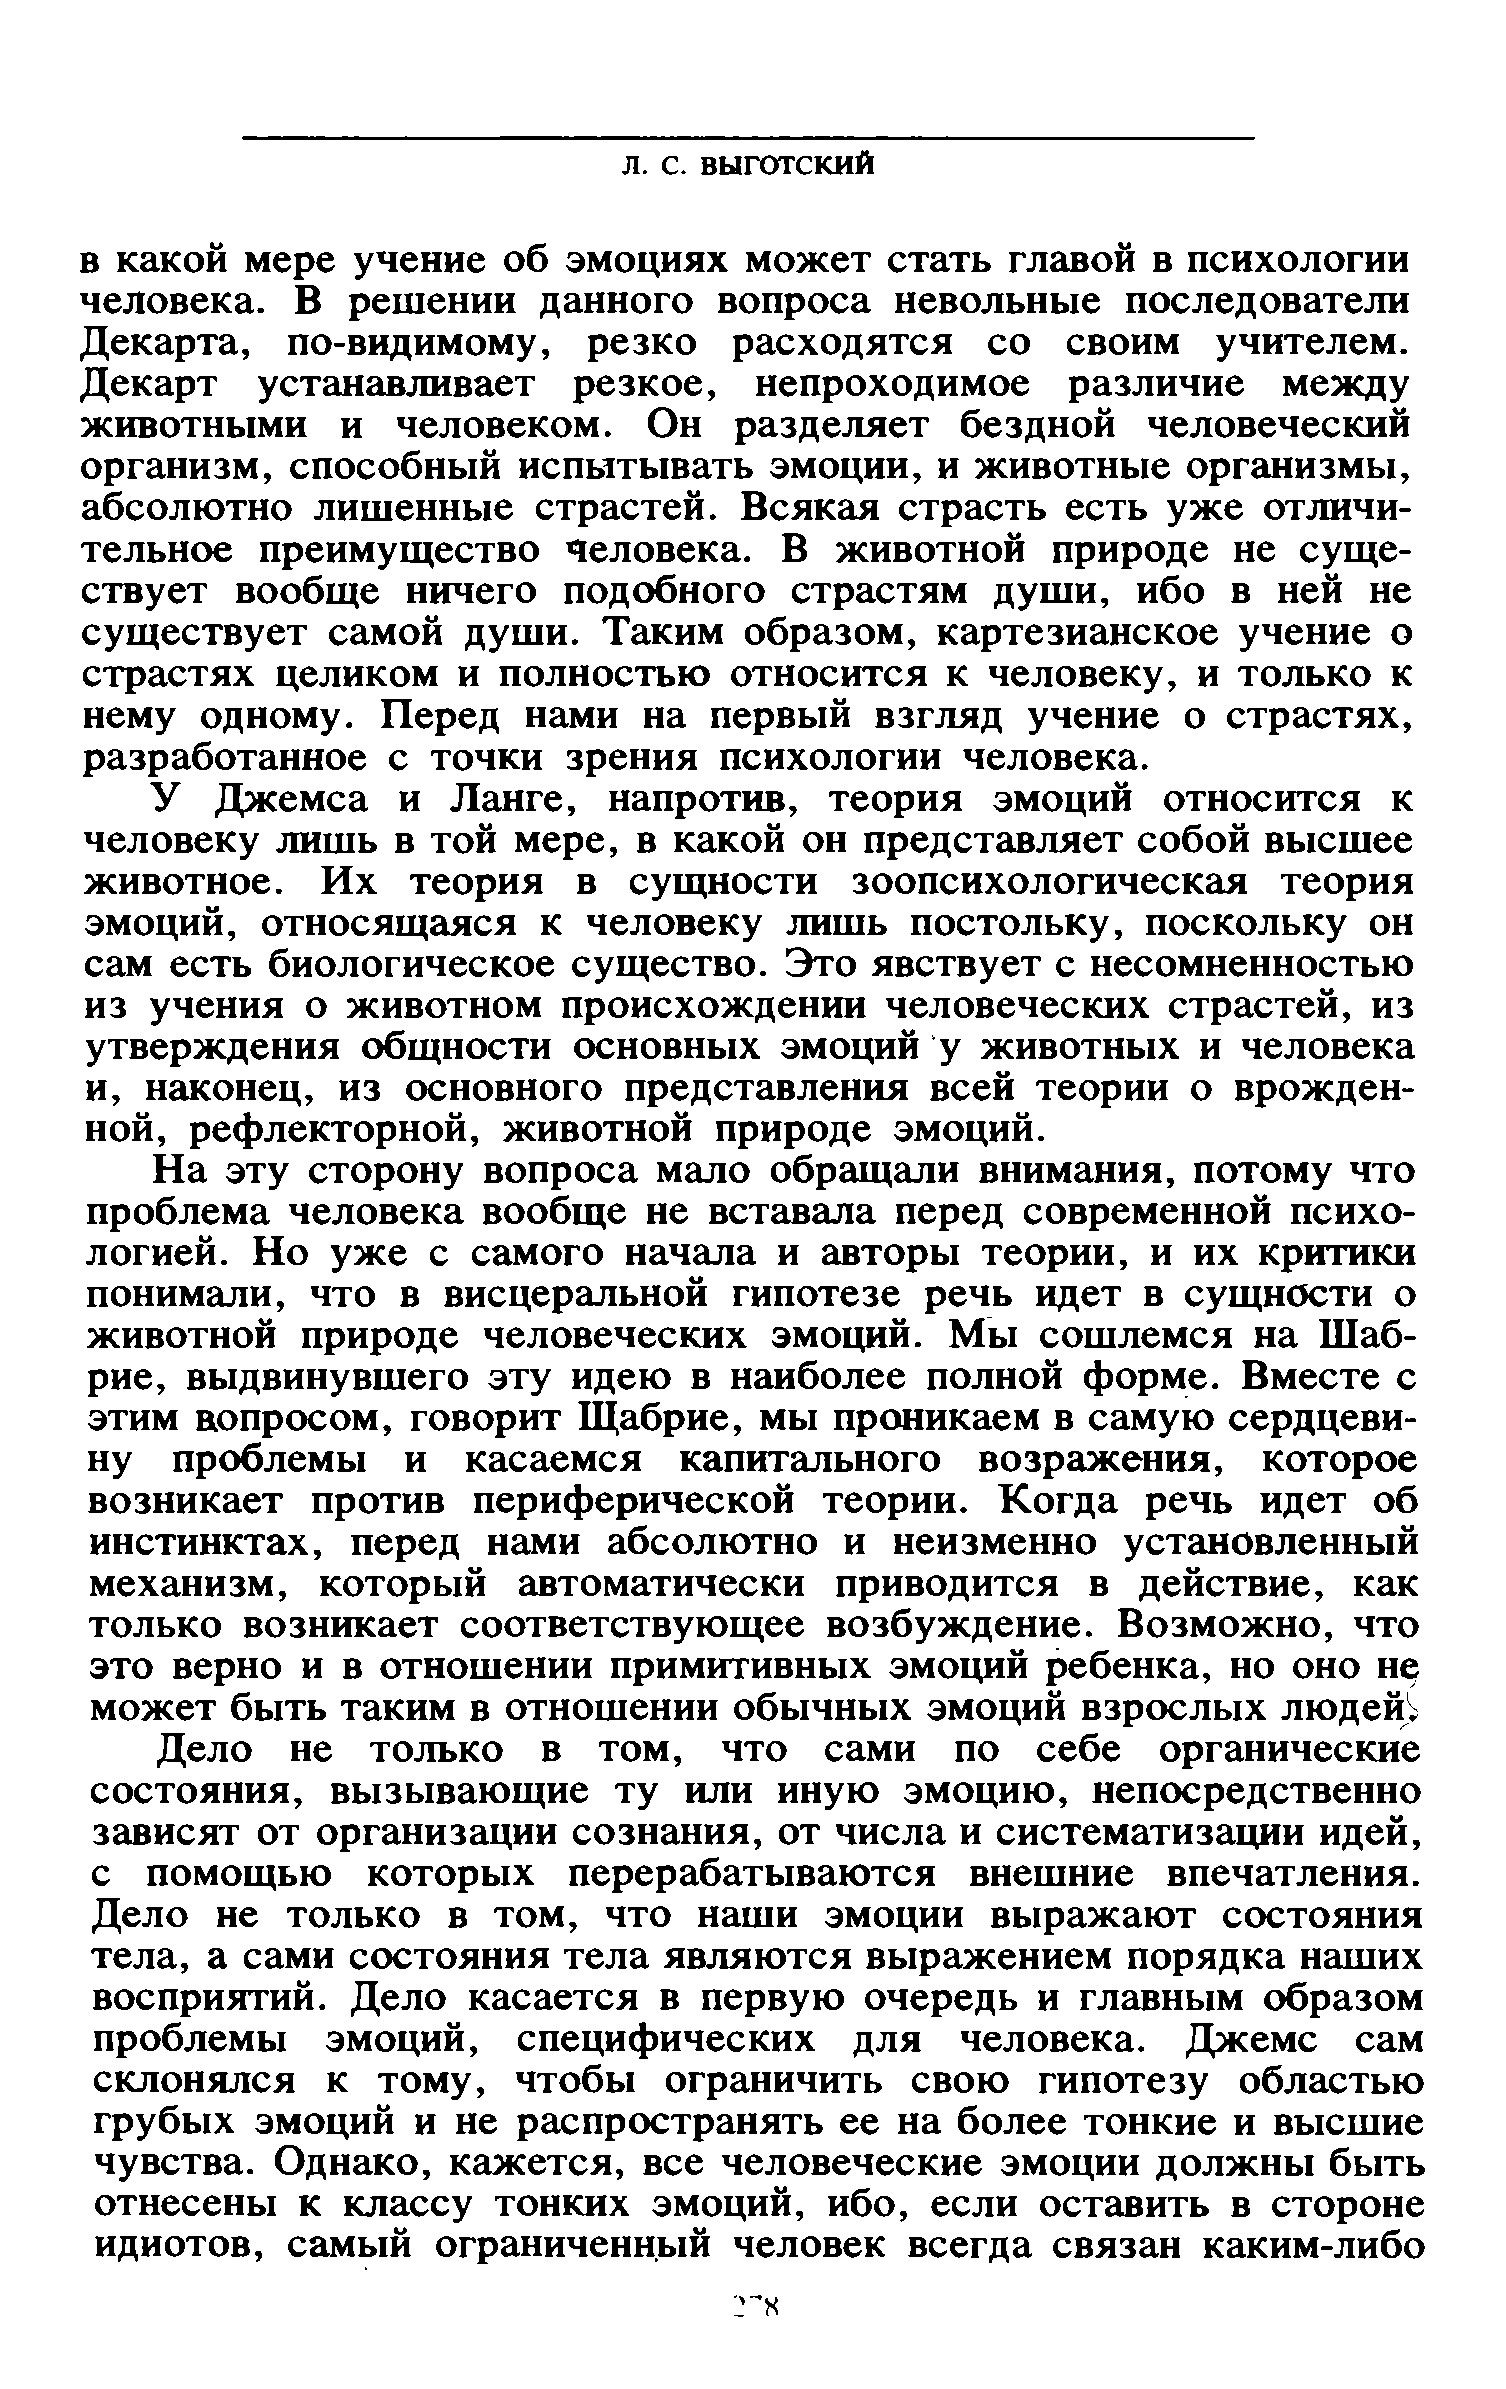 Л. С. ВЫГОТСКИЙ
в какой мере учение об эмоциях может стать главой в психологии
человека. В решении данного вопроса невольные последователи
Декарта, по-видимому, резко расходятся со своим учителем.
Декарт устанавливает резкое, непроходимое различие между
животными и человеком. Он разделяет бездной человеческий
организм, способный испытывать эмоции, и животные организмы,
абсолютно лишенные страстей. Всякая страсть есть уже отличи-
тельное преимущество человека. В животной природе не суще-
ствует вообще ничего подобного страстям души, ибо в ней не
существует самой души. Таким образом, картезианское учение о
страстях целиком и полностью относится к человеку, и только к
нему одному. Перед нами на первый взгляд учение о страстях,
разработанное с точки зрения психологии человека.
У Джемса и Ланге, напротив, теория эмоций относится к
человеку лишь в той мере, в какой он представляет собой высшее
животное. Их теория в сущности зоопсихологическая теория
эмоций, относящаяся к человеку лишь постольку, поскольку он
сам есть биологическое существо. Это явствует с несомненностью
из учения о животном происхождении человеческих страстей, из
утверждения общности основных эмоций у животных и человека
и, наконец, из основного представления всей теории о врожден-
ной, рефлекторной, животной природе эмоций.
На эту сторону вопроса мало обращали внимания, потому что
проблема человека вообще не вставала перед современной психо-
логией. Но уже с самого начала и авторы теории, и их критики
понимали, что в висцеральной гипотезе речь идет в сущности о
животной природе человеческих эмоций. Мы сошлемся на Шаб-
рие, выдвинувшего эту идею в наиболее полной форме. Вместе с
этим вопросом, говорит Щабрие, мы проникаем в самую сердцеви-
ну проблемы и касаемся капитального возражения, которое
возникает против периферической теории. Когда речь идет об
инстинктах, перед нами абсолютно и неизменно установленный
механизм, который автоматически приводится в действие, как
только возникает соответствующее возбуждение. Возможно, что
это верно и в отношении примитивных эмоций ребенка, но оно не
может быть таким в отношении обычных эмоций взрослых людей.
Дело не только в том, что сами по себе органические
состояния, вызывающие ту или иную эмоцию, непосредственно
зависят от организации сознания, от числа и систематизации идей,
с помощью которых перерабатываются внешние впечатления.
Дело не только в том, что наши эмоции выражают состояния
тела, а сами состояния тела являются выражением порядка наших
восприятий. Дело касается в первую очередь и главным образом
проблемы эмоций, специфических для человека. Джемс сам
склонялся к тому, чтобы ограничить свою гипотезу областью
грубых эмоций и не распространять ее на более тонкие и высшие
чувства. Однако, кажется, все человеческие эмоции должны быть
отнесены к классу тонких эмоций, ибо, если оставить в стороне
идиотов, самый ограниченный человек всегда связан каким-либо